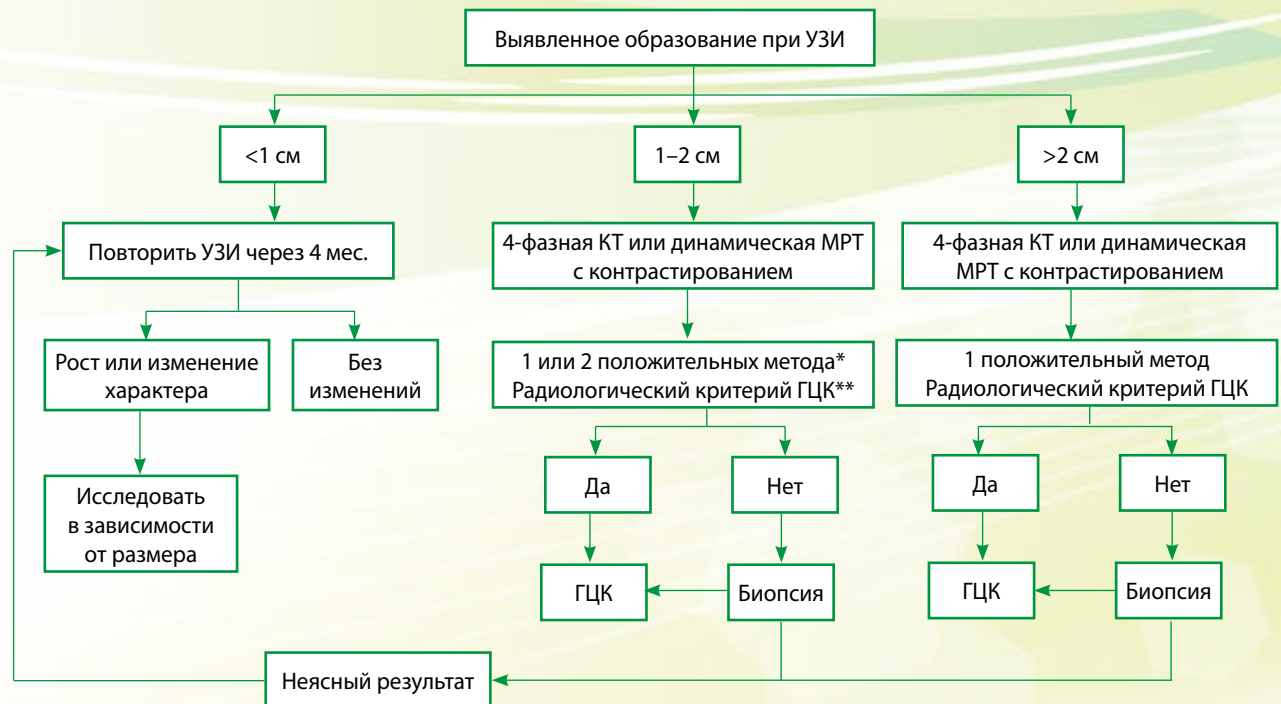 Выявленное образование при УЗИ
<1 см
1–2 см
>2 см
Повторить УЗИ через 4 мес.
4-фазная КТ или динамическая МРТ
с контрастированием
4-фазная КТ или динамическая
МРТ с контрастированием
Рост или изменение
характера
Без
изменений
1 или 2 положительных метода*
Радиологический критерий ГЦК**
1 положительный метод
Радиологический критерий ГЦК
Исследовать
в зависимости
от размера
Да
Нет
Да
Нет
ГЦК
Биопсия
ГЦК
Биопсия
Неясный результат